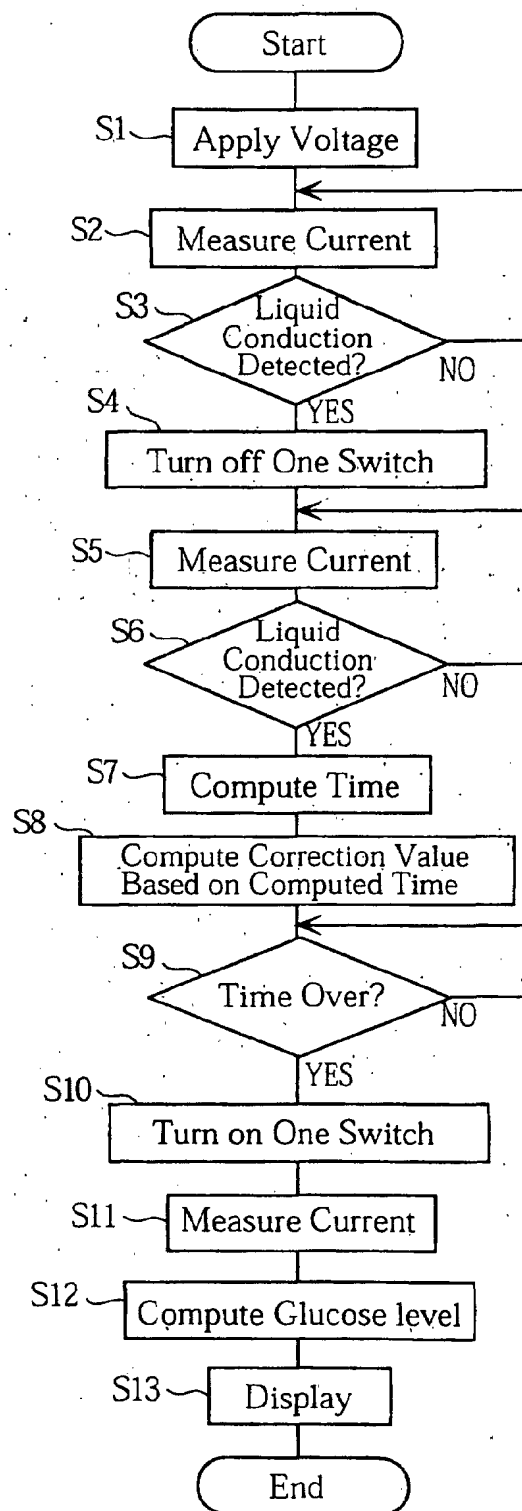 Start
S1
Apply Voltage
S2
Measure Current
S3
Liquid
Conduction
Detected?
NO
YES
S4
Turn off One Switch
S5
Measure Current
S6
Liquid
Conduction
Detected?
NO
YES
S7
Compute Time
S8
Compute Correction Value
Based on Computed Time
S9
Time Over?
NO
YES
S10
Turn on One Switch
S11
Measure Current
S12
Compute Glucose level
S13
Display
End